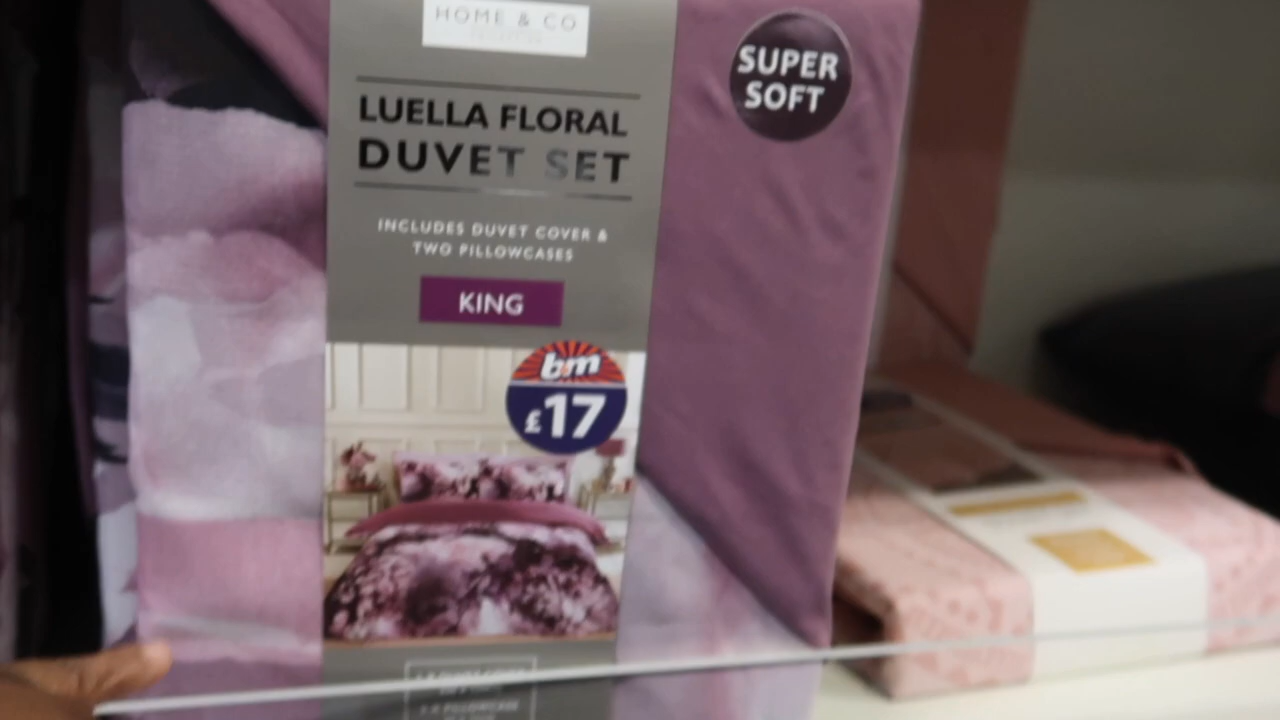 HOME & CO
SUPER
SOFT
LUELLA FLORAL
DUVET SET
INCLUDES DUVET COVER &
TWO PILLOWCASES
KING
bm
£17